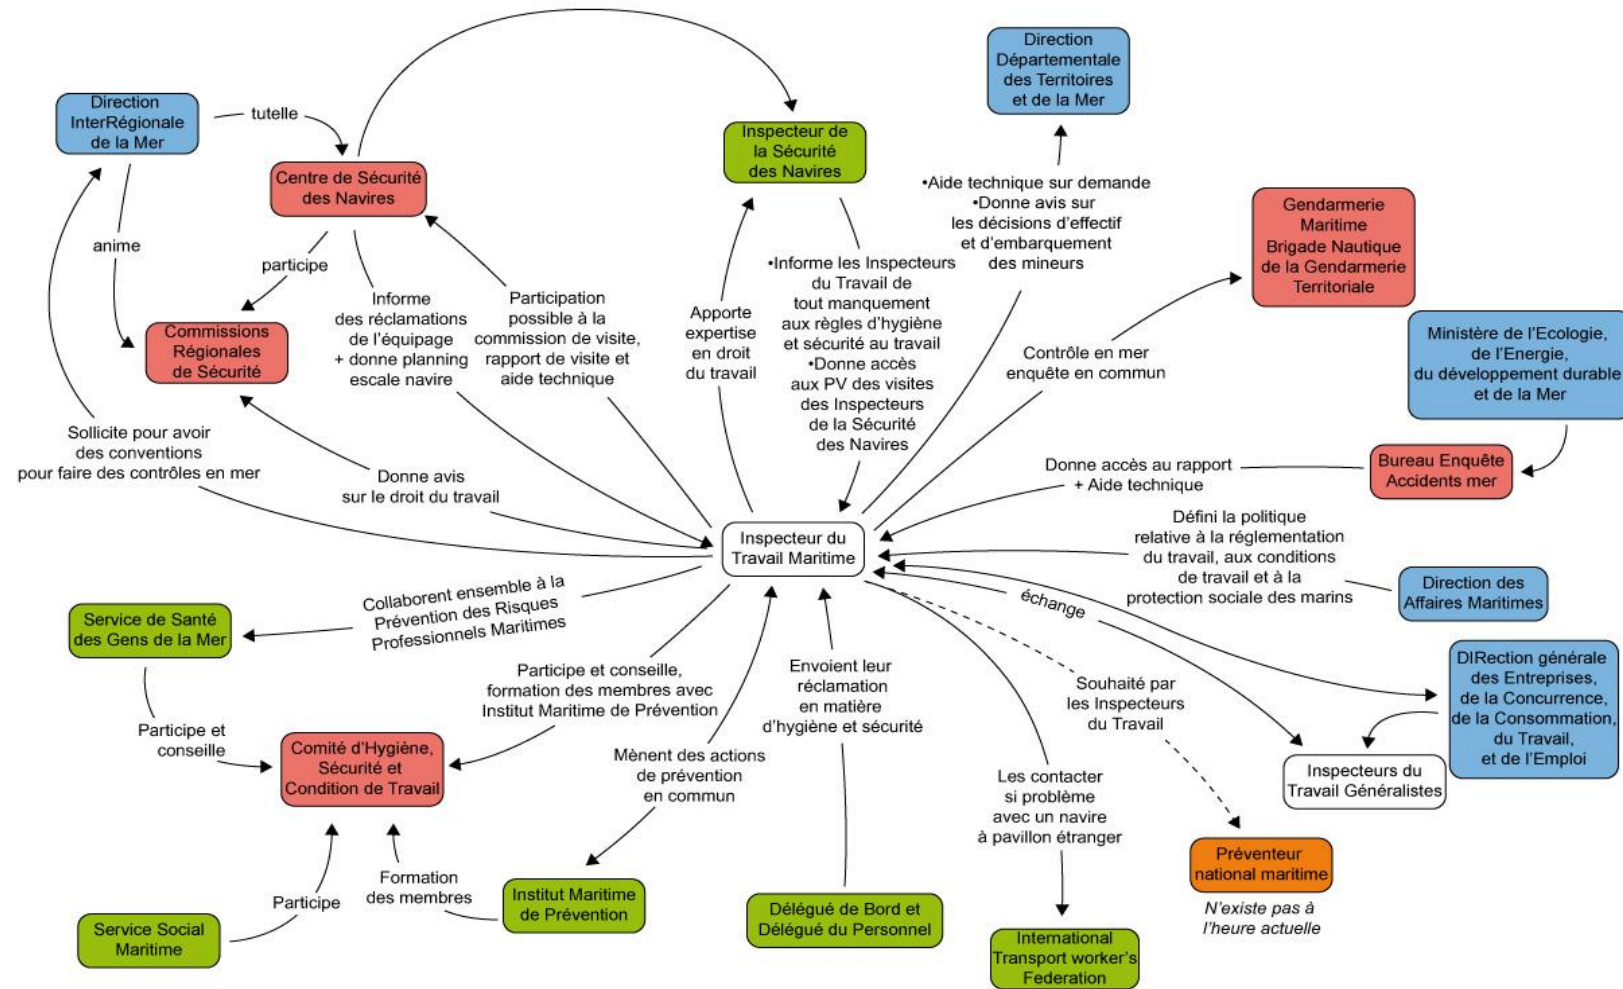 Direction
Départementale
des Territoires
et de la Mer
Direction
InterRégionale
de la Mer
tutelle
Inspecteur de
la Sécurité
des Navires
Centre de Sécurité
des Navires
•Aide technique sur demande
•Donne avis sur
les décisions d'effectif
et d'embarquement
des mineurs
Gendarmerie
Maritime
Brigade Nautique
de la Gendarmerie
Territoriale
anime
participe
•Informe les Inspecteurs
du Travail de
tout manquement
aux règles d'hygiène
et sécurité au travail
•Donne accès
aux PV des visites
des Inspecteurs
de la Sécurité
des Navires
Informe
des réclamations
de l'équipage
+ donne planning
escale navire
Participation
possible à la
commission de visite,
rapport de visite et
aide technique
Apporte
expertise
en droit
du travail
Commissions
Régionales
de Sécurité
Contrôle en mer
enquête en commun
Ministère de l'Ecologie,
de l'Energie,
du développement durable
et de la Mer
Sollicite pour avoir
des conventions
pour faire des contrôles en mer
Donne avis
sur le droit du travail
Donne accès au rapport
+ Aide technique
Bureau Enquête
Accidents mer
Inspecteur du
Travail Maritime
Défini la politique
relative à la réglementation
du travail, aux conditions
de travail et à la
protection sociale des marins
Direction des
Affaires Maritimes
Collaborent ensemble à la
Prévention des Risques
Professionnels Maritimes
échange
Service de Santé
des Gens de la Mer
Participe et conseille,
formation des membres avec
Institut Maritime de Prévention
Envoient leur
réclamation
en matière
d'hygiène et sécurité
Souhaité par
les Inspecteurs
du Travail
DIRection générale
des Entreprises,
de la Concurrence,
de la Consommation,
du Travail,
et de l'Emploi
Participe et
conseille
Comité d'Hygiène,
Sécurité et
Condition de Travail
Mènent des actions
de prévention
en commun
Les contacter
si problème
avec un navire
à pavillon étranger
Inspecteurs du
Travail Généralistes
Préventeur
national maritime
N'existe pas à
l'heure actuelle
Participe
Formation
des membres
Institut Maritime
de Prévention
Délégué de Bord et
Délégué du Personnel
Service Social
Maritime
International
Transport worker's
Federation